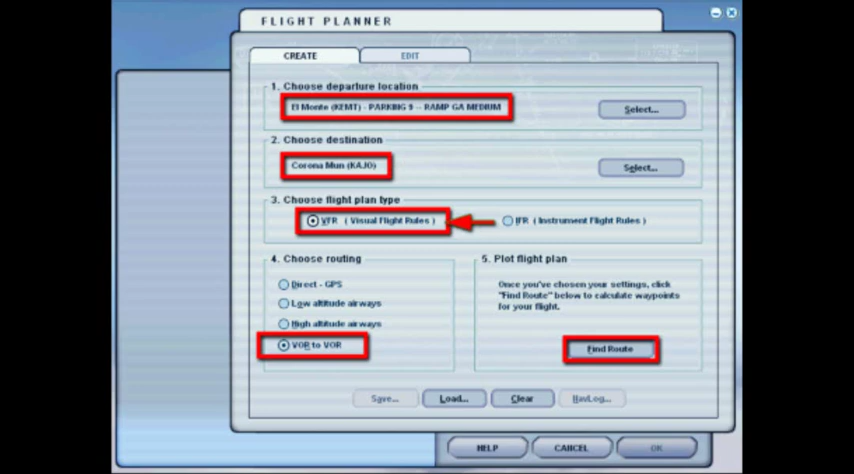 FLIGHT PLANNER
CREATE
EDIT
1. Choose departure location
El Monte (KEMT) - PARKING 9 -- RAMP GA MEDIUM
Select...
2. Choose destination
Corona Mun (KAJO)
Select...
3. Choose flight plan type
VFR ( Visual Flight Rules )
IFR ( Instrument Flight Rules )
4. Choose routing
Direct - GPS
Low altitude airways
High altitude airways
VOR to VOR
5. Plot flight plan
Once you've chosen your settings, click
"Find Route" below to calculate waypoints
for your flight.
Find Route
Save...
Load...
Clear
NavLog...
HELP
CANCEL
OK